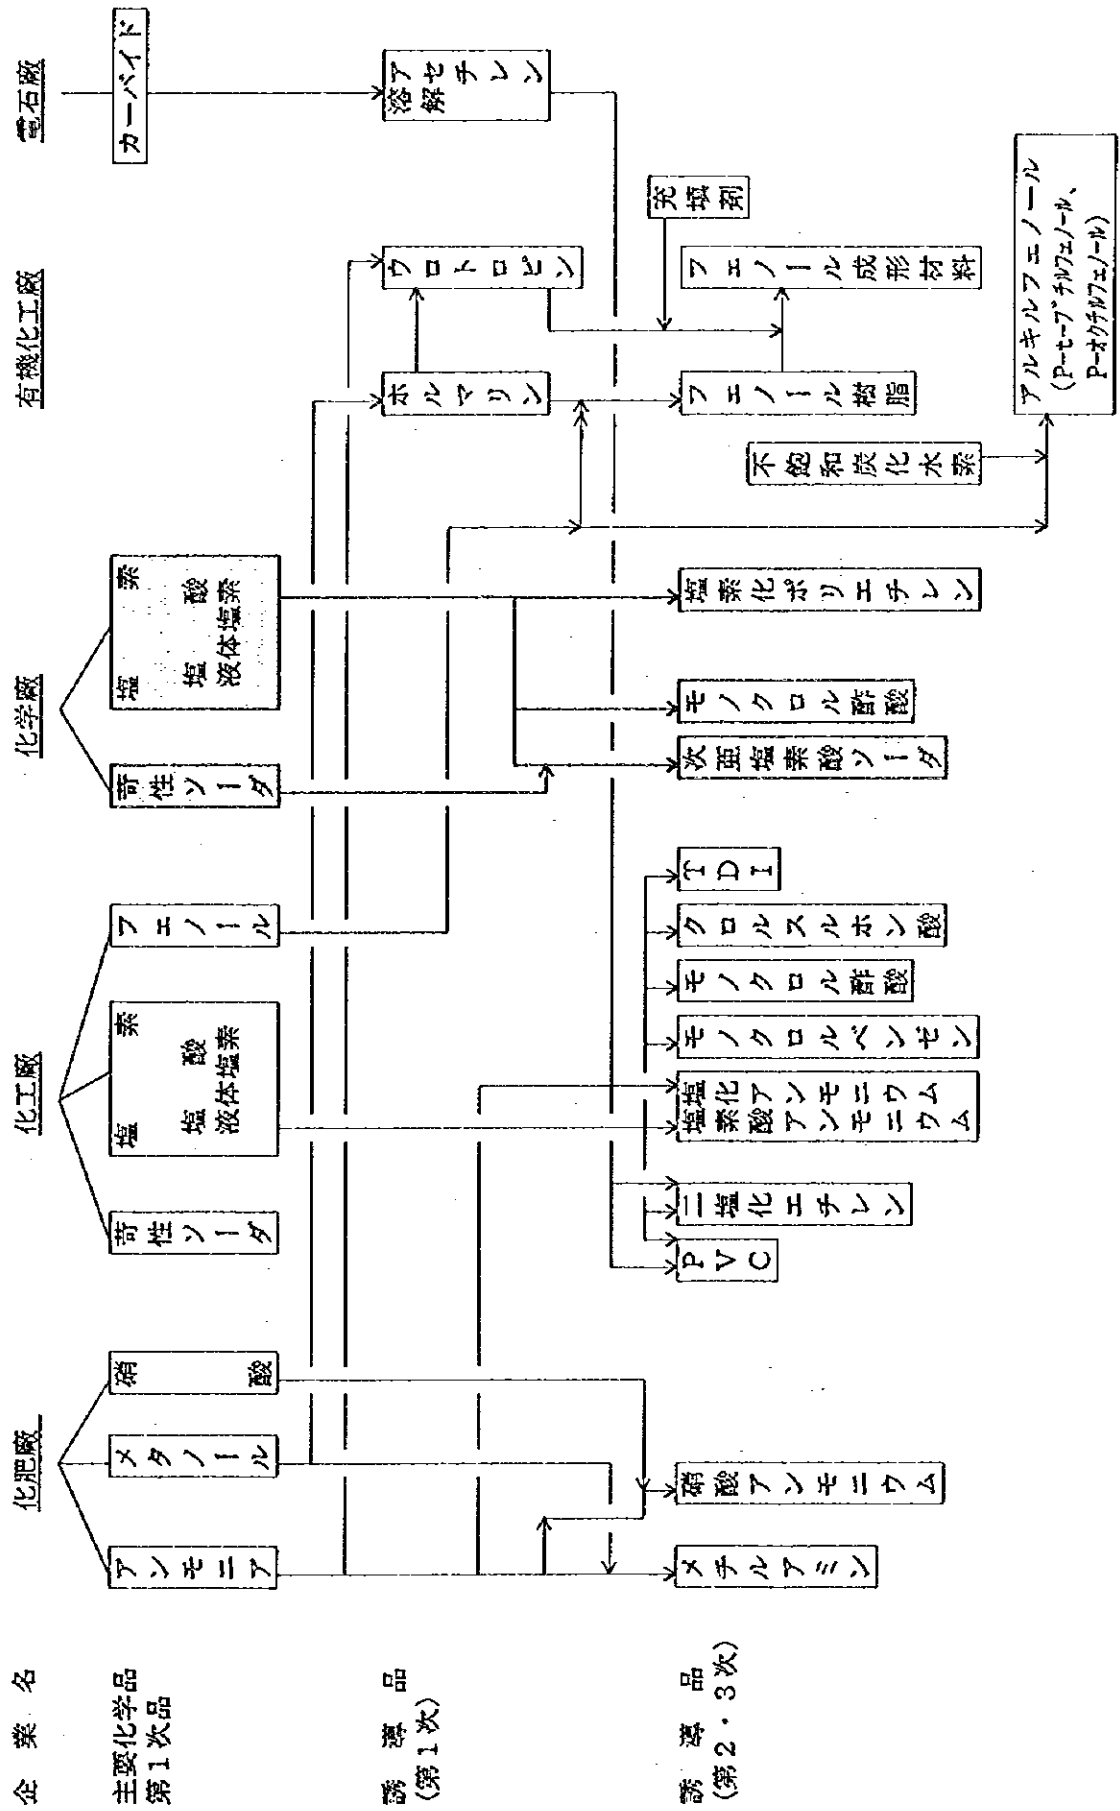 企業名
化肥廠
化工廠
化学廠
有機化工廠
電石廠
主要化学品
第1次品
アンモニア
メタノール
硝酸
苛性ソーダ
塩素
塩酸
液体塩素
フェノール
苛性ソーダ
塩素
塩酸
液体塩素
カーバイド
誘導品
(第1次)
ホルマリン
ウロトロピン
溶解
アセチレン
誘導品
(第2・3次)
メチルアミン
硝酸アンモニウム
PVC
二塩化エチレン
塩素酸アンモニウム
塩化アンモニウム
モノクロルベンゼン
モノクロル酢酸
クロルスルホン酸
TDI
次亜塩素酸ソーダ
モノクロル酢酸
塩素化ポリエチレン
不飽和炭化水素
フェノール樹脂
フェノール成形材料
充塡剤
アルキルフェノール
(P-t-ブチルフェノール、
P-オクチルフェノール)